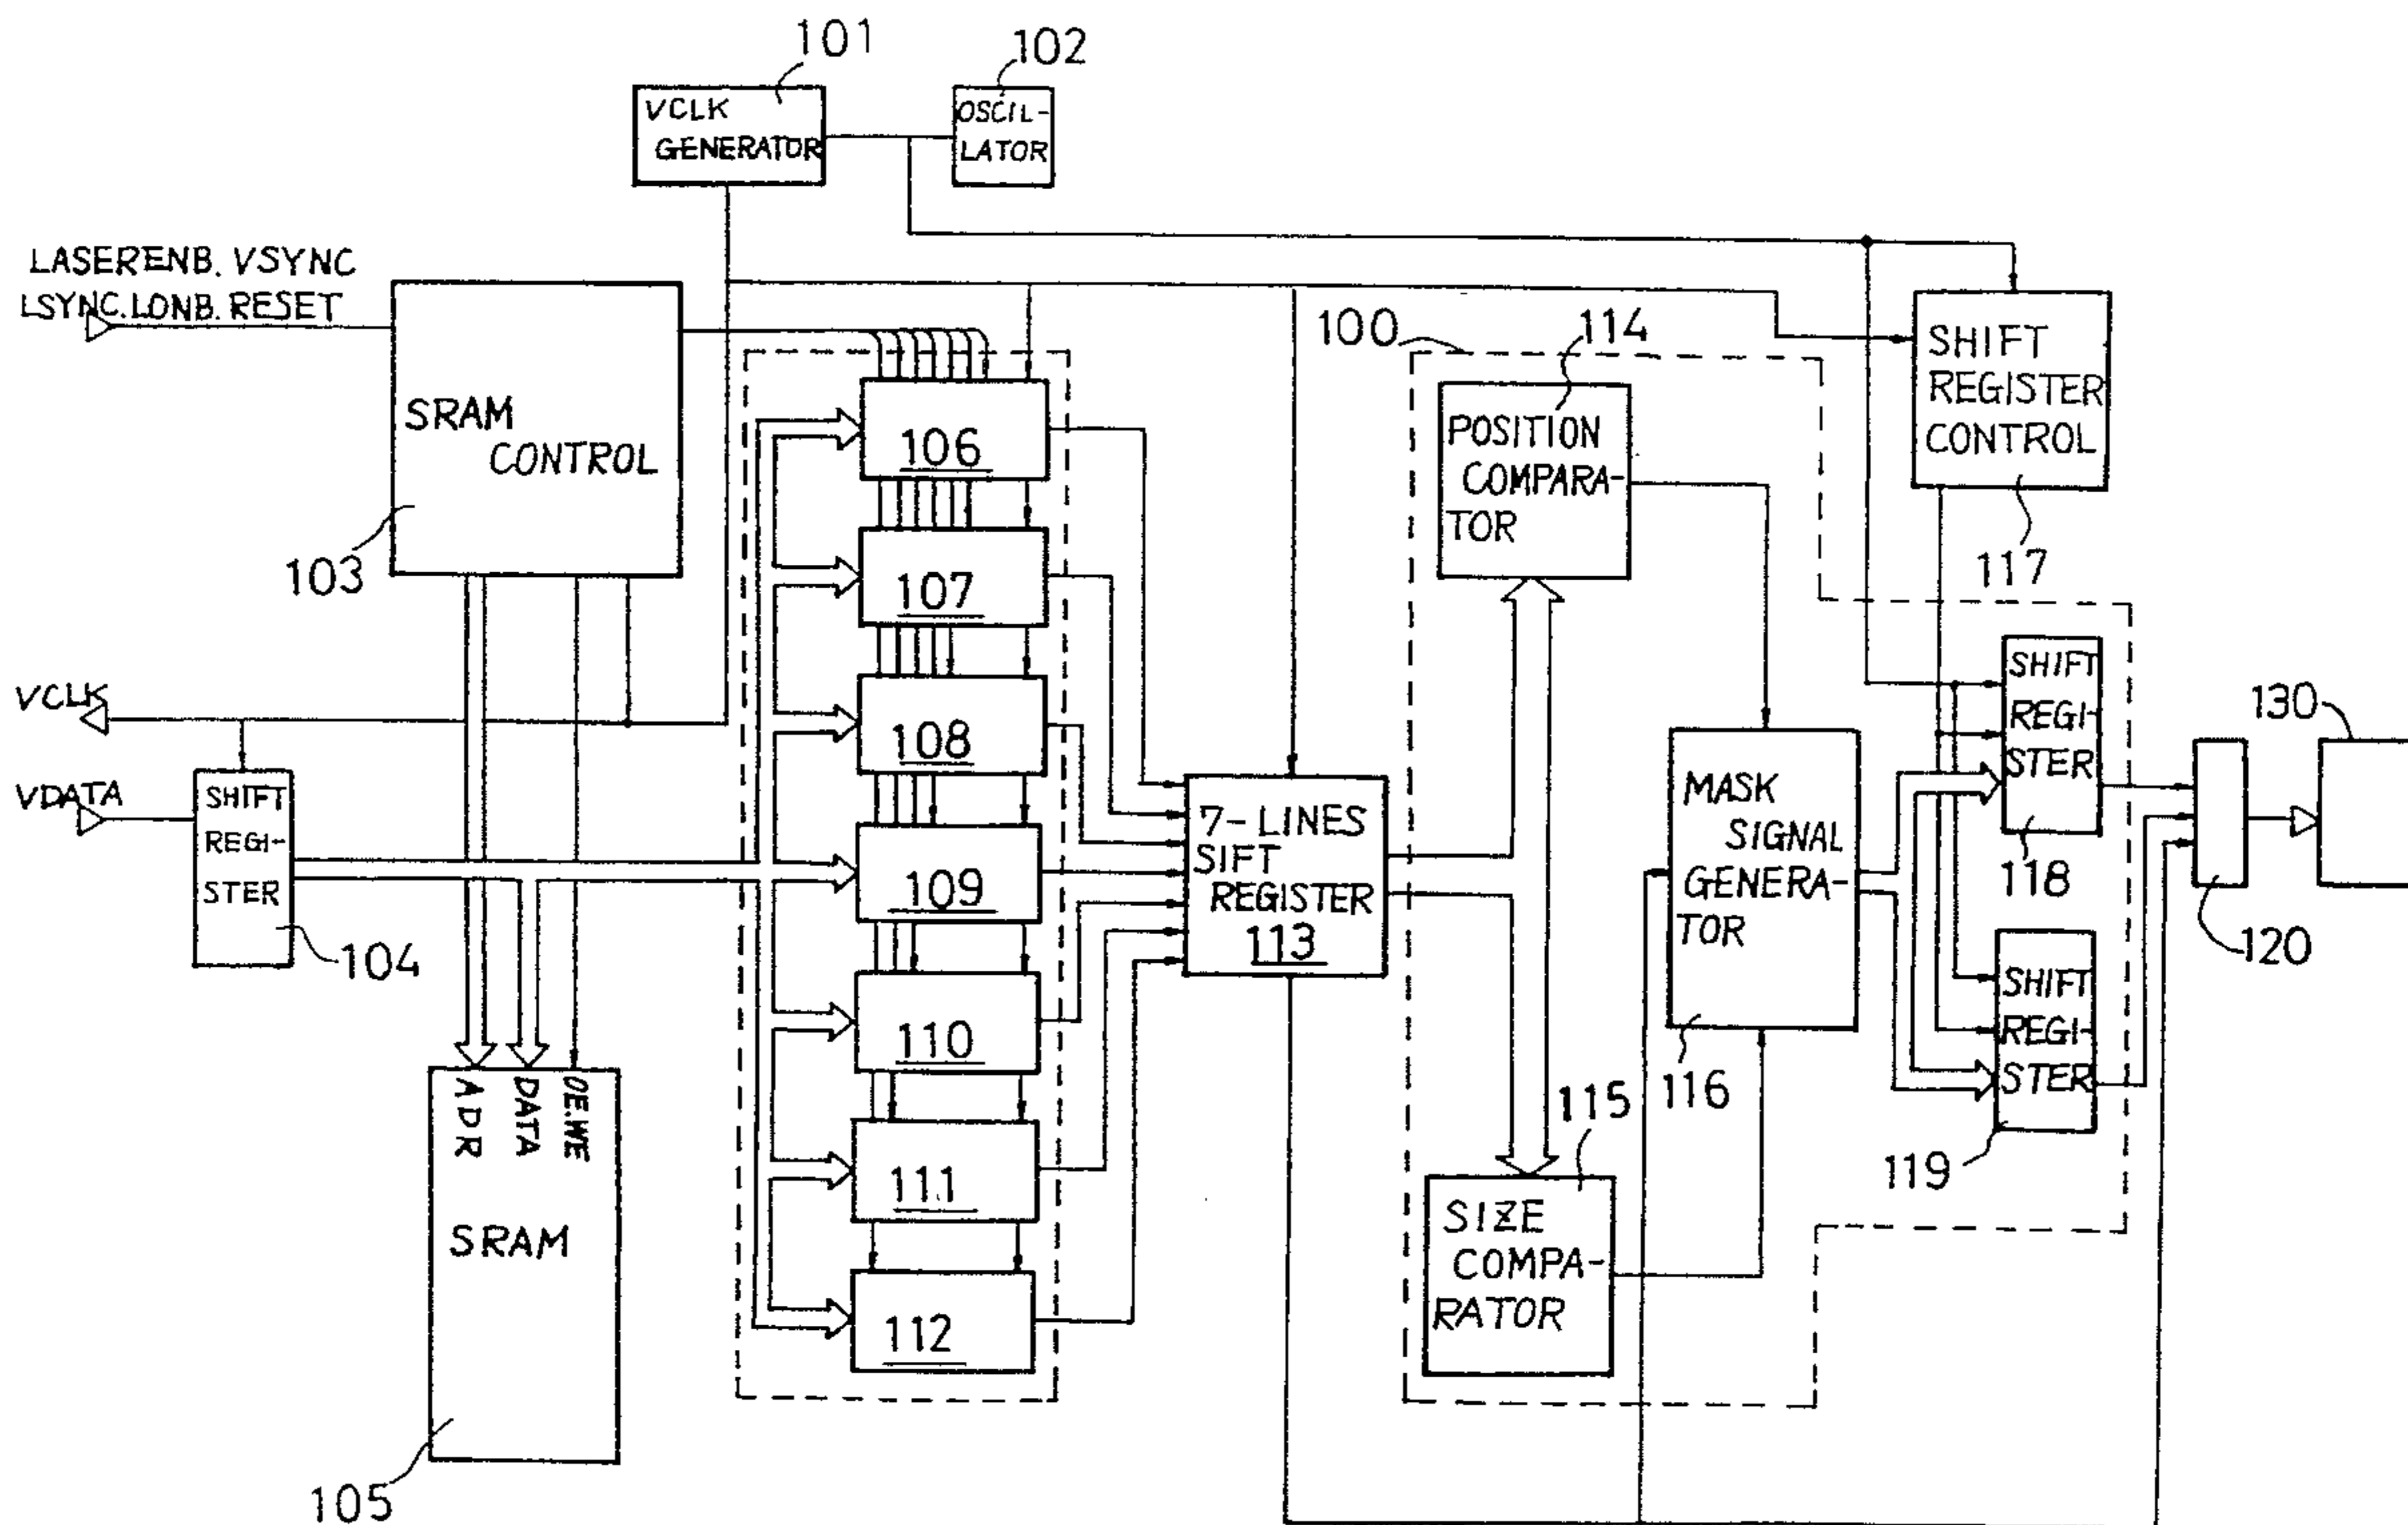 101
102
VCLK
GENERATOR
OSCIL-
LATOR
LASERENB. VSYNC
LSYNC. LONB. RESET
SRAM
CONTROL
103
100
114
POSITION
COMPARA-
TOR
SHIFT
REGISTER
CONTROL
117
106
107
108
109
110
111
112
VCLK
VDATA
SHIFT
REGI-
STER
104
ADR
DATA
OE.WE
SRAM
105
7-LINES
SIFT
REGISTER
113
MASK
SIGNAL
GENERA-
TOR
116
115
SIZE
COMPA-
RATOR
SHIFT
REGI-
STER
118
SHIFT
REGI-
STER
119
120
130